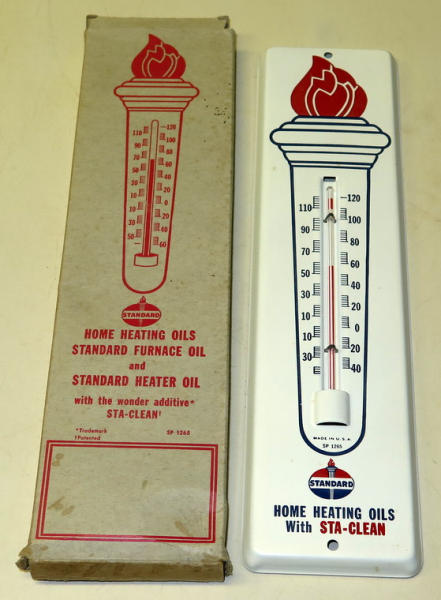 110
90
70
50
30
10
10
30
50
120
100
80
60
40
20
0
20
40
60
STANDARD
HOME HEATING OILS
STANDARD FURNACE OIL
and
STANDARD HEATER OIL
with the wonder additive*
STA-CLEAN†
*Trademark
†Patented
SP 1265
110
90
70
50
30
10
10
30
120
100
80
60
40
20
0
20
40
MADE IN U.S.A.
SP 1265
STANDARD
HOME HEATING OILS
With STA-CLEAN